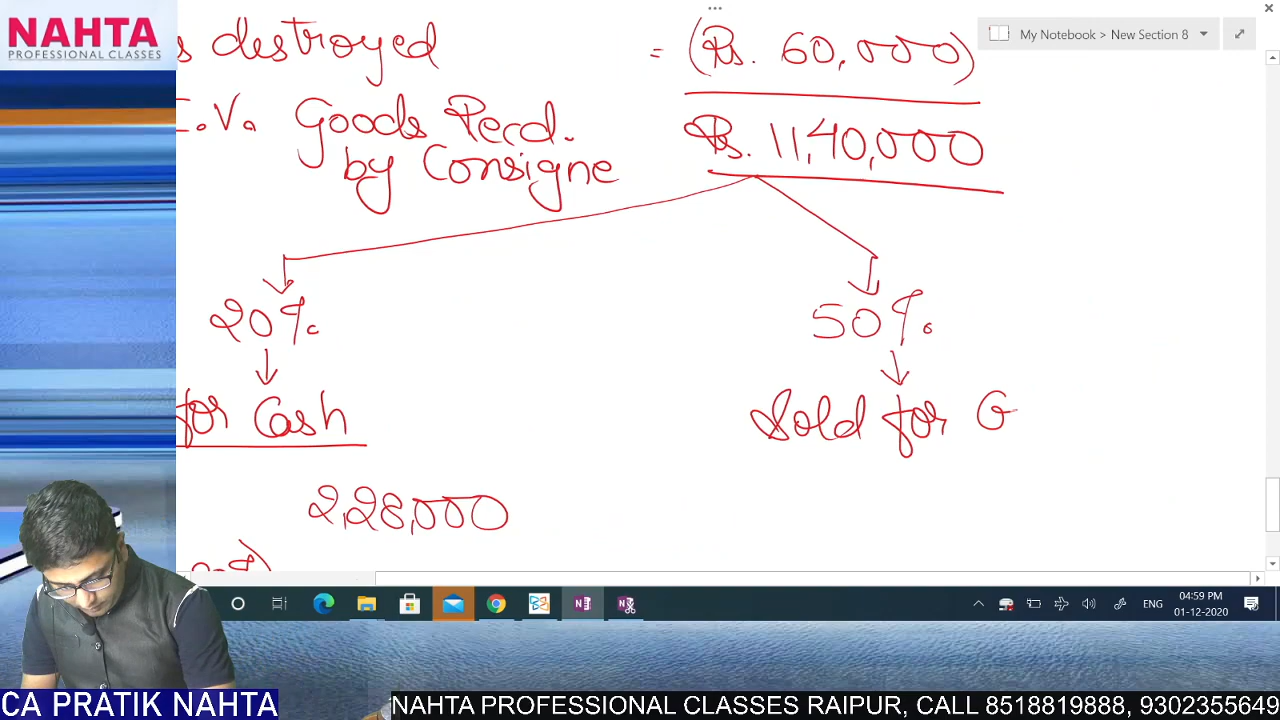 NAHTA
PROFESSIONAL CLASSES
My Notebook > New Section 8
s destroyed = (Rs. 60,000)
I.V. Goods Recd. by Consigne Rs. 11,40,000
20% 50%
for Cash Sold for G
2,28,000
ENG
04:59 PM
01-12-2020
CA PRATIK NAHTA
NAHTA PROFESSIONAL CLASSES RAIPUR, CALL 8518819888, 9302355649